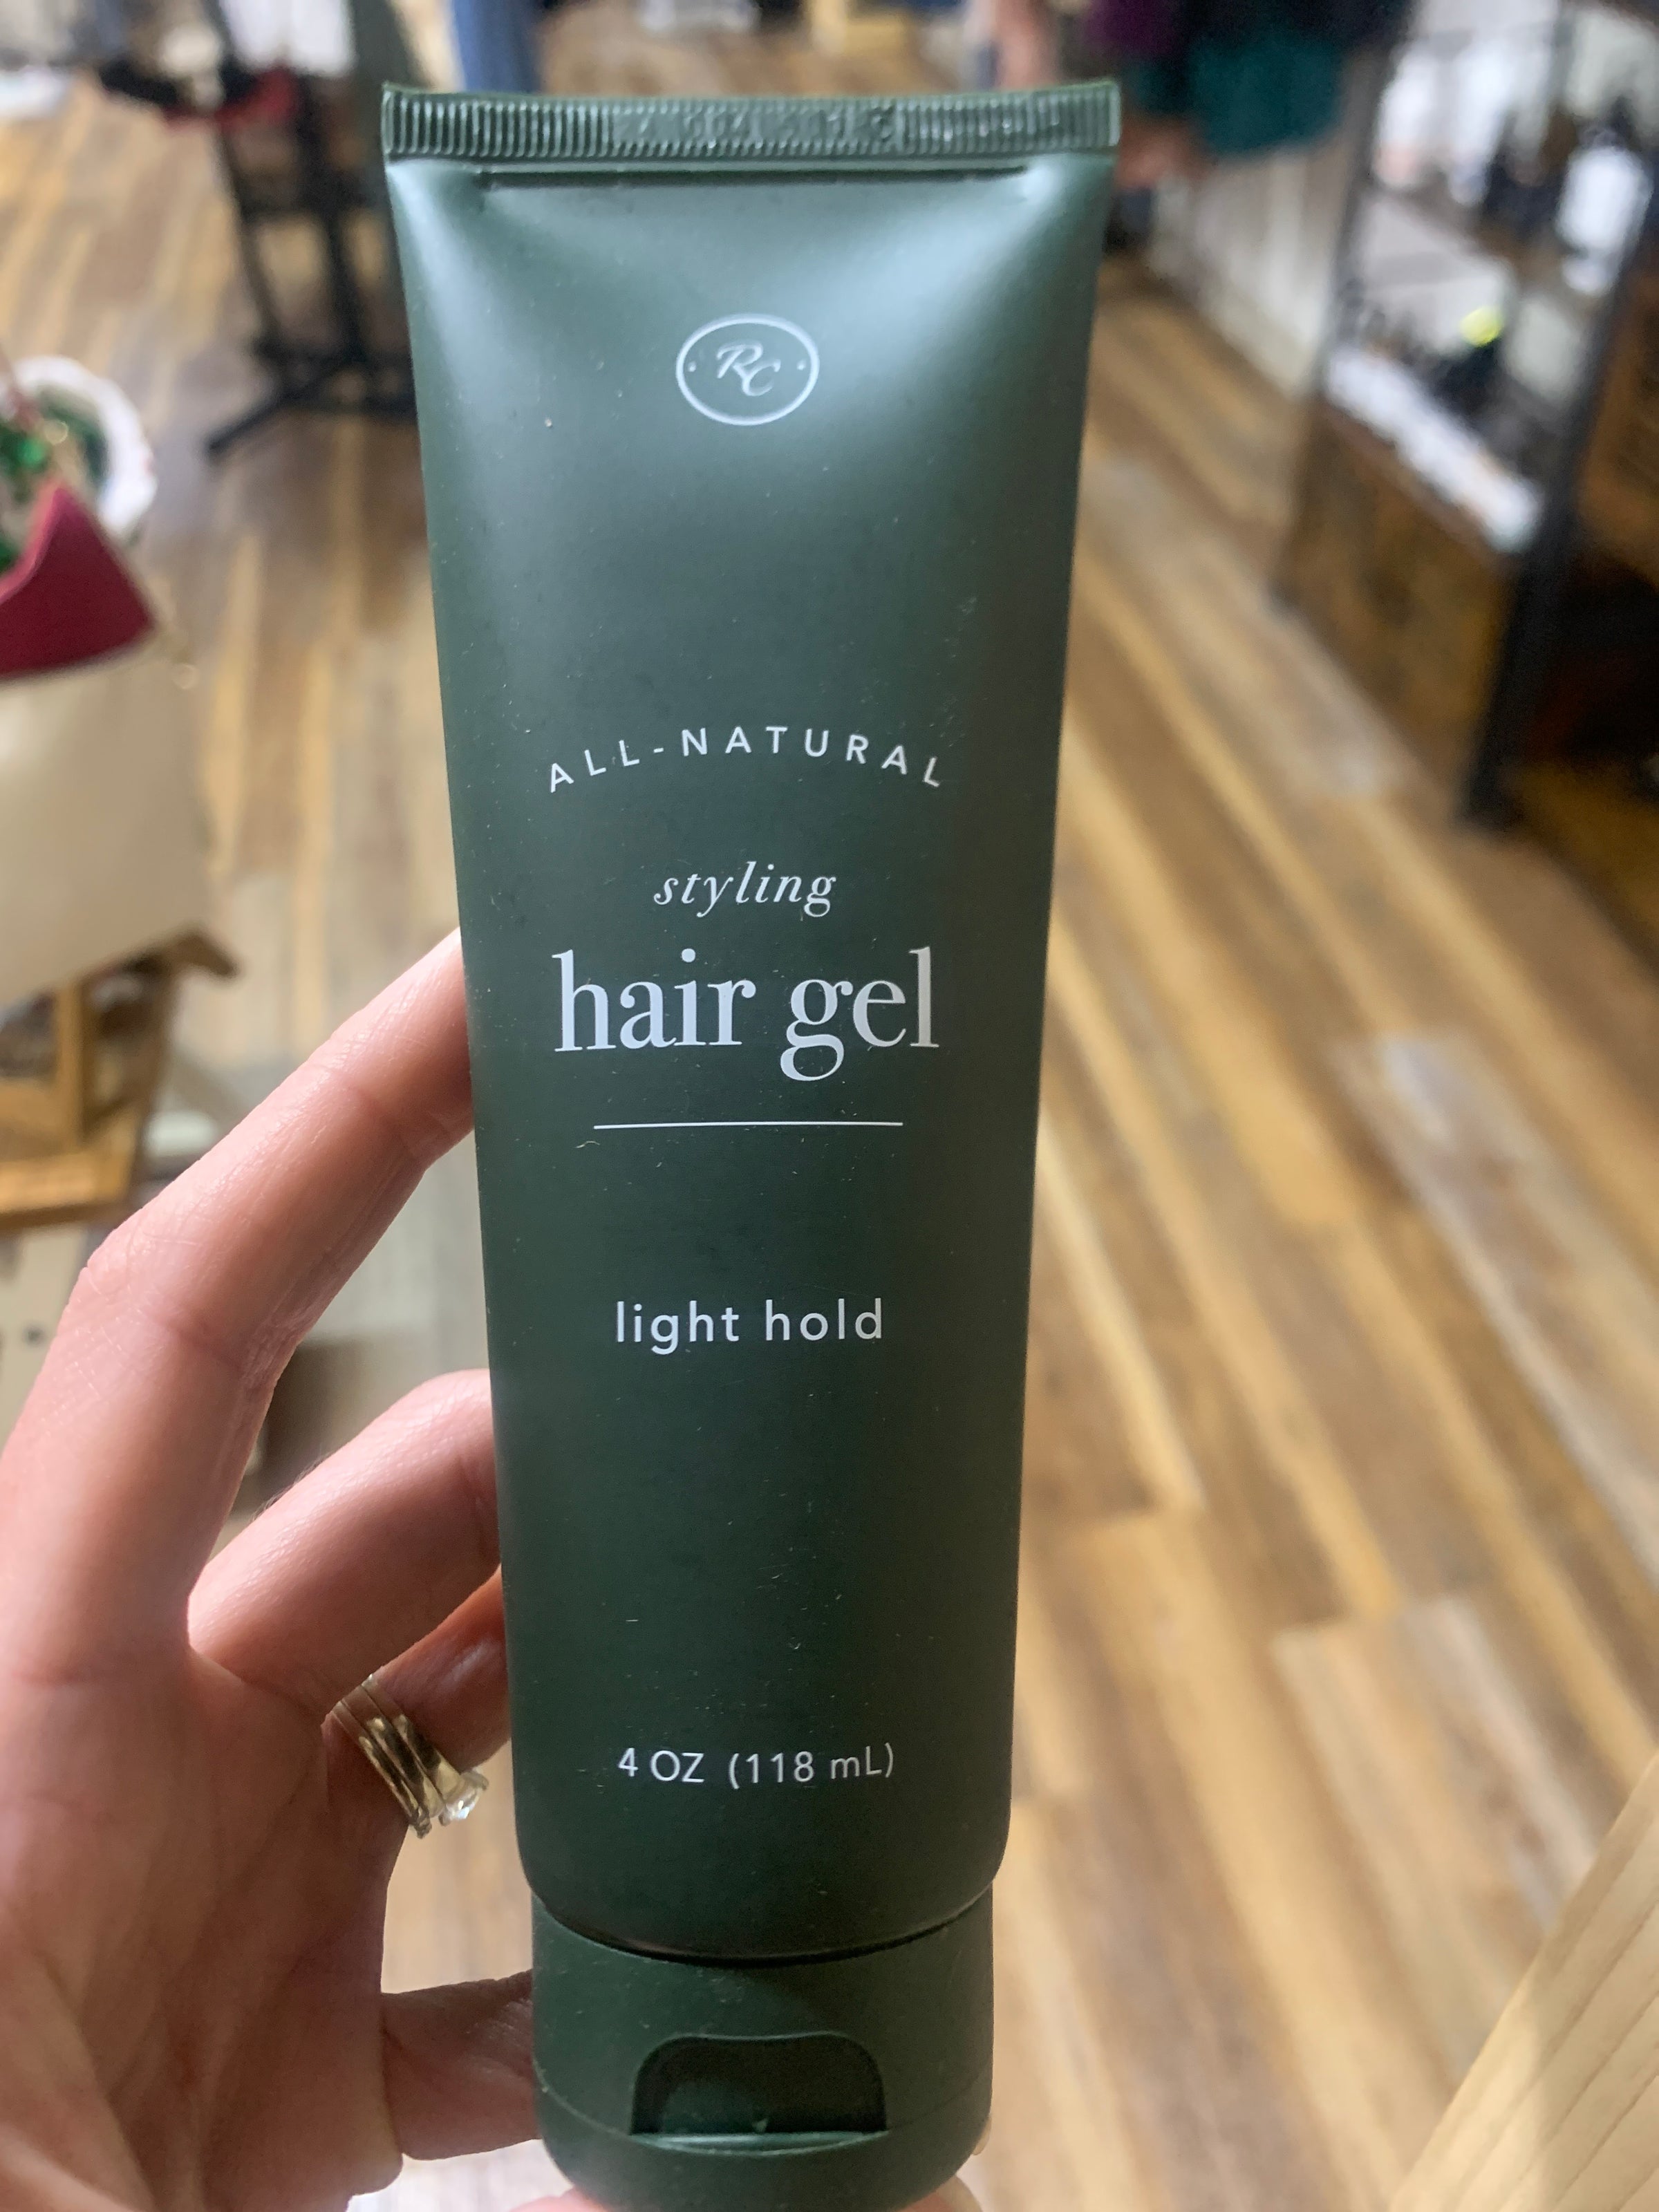 RC
ALL-NATURAL
styling
hair gel
light hold
4 OZ (118 mL)